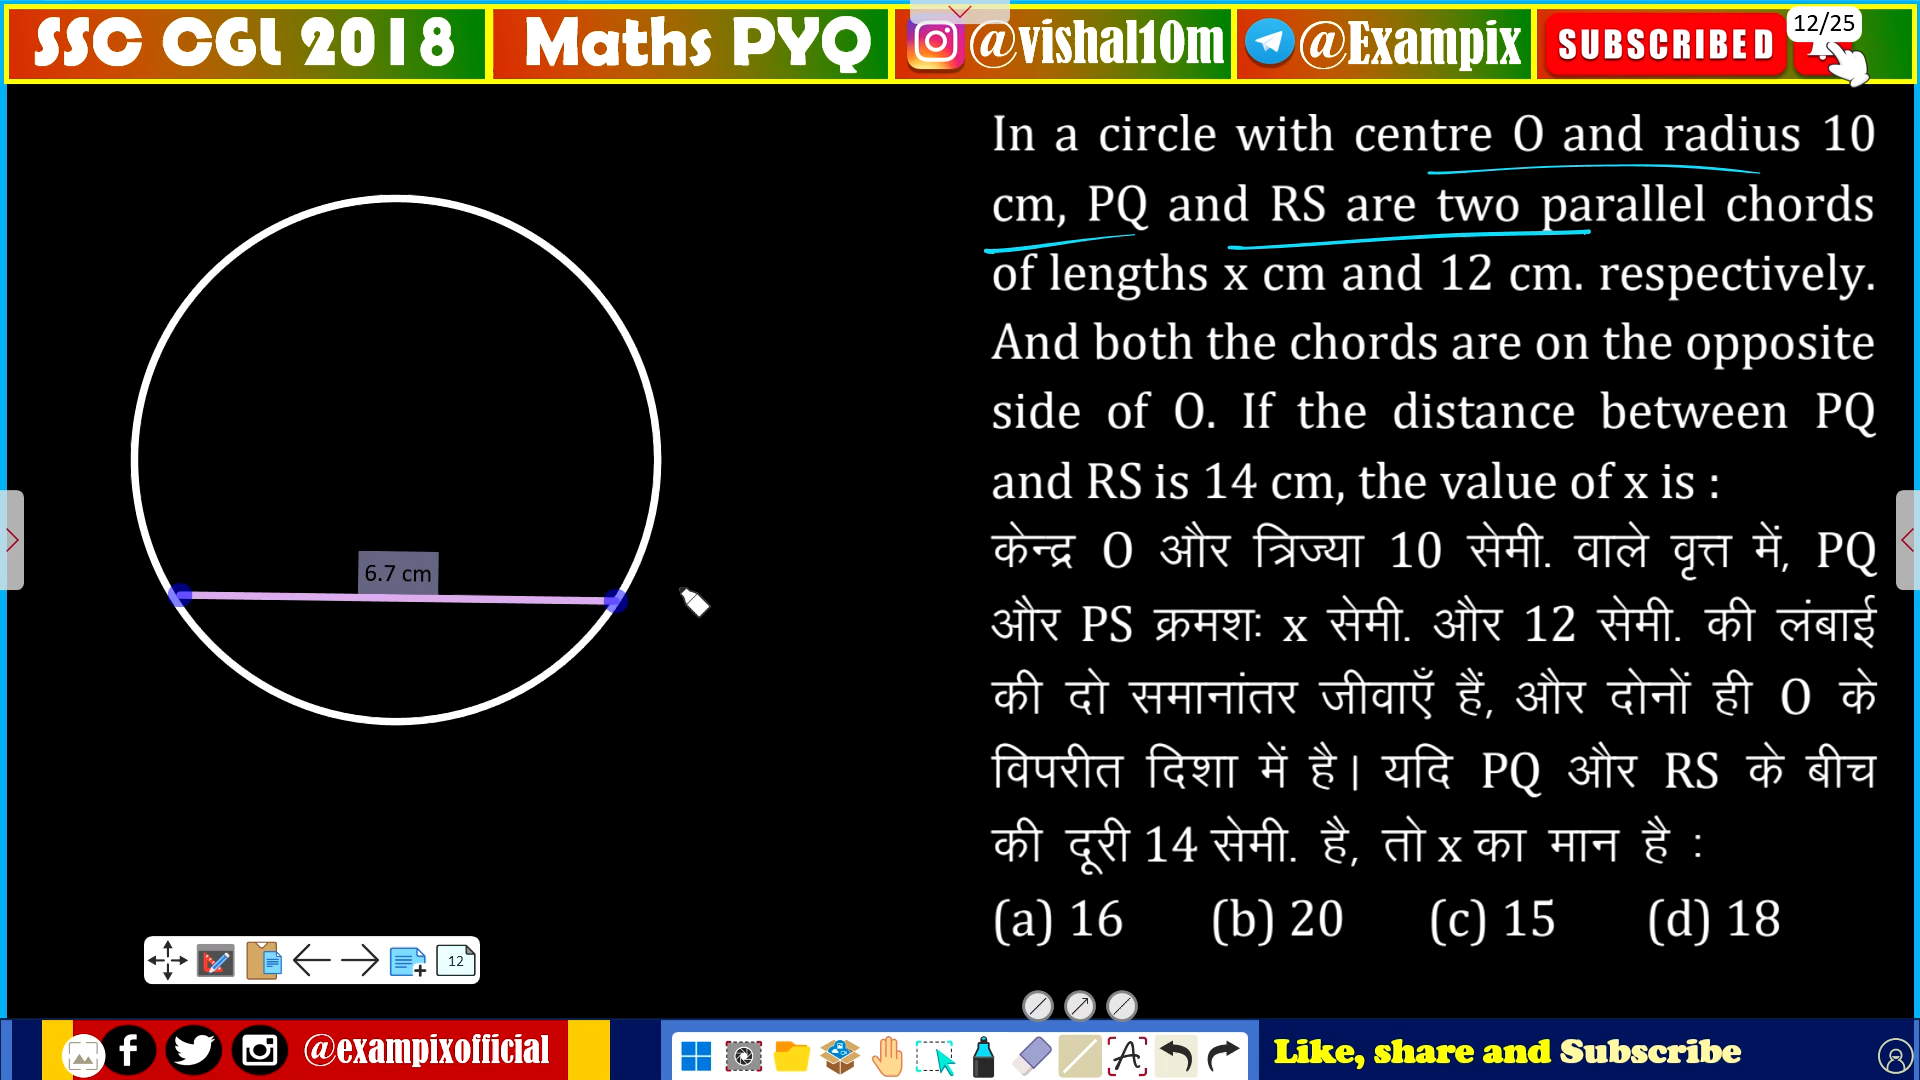 SSC CGL 2018
Maths PYQ
@vishal10m
@Exampix
SUBSCRIBED
12/25
In a circle with centre O and radius 10
cm, PQ and RS are two parallel chords
of lengths x cm and 12 cm. respectively.
And both the chords are on the opposite
side of O. If the distance between PQ
and RS is 14 cm, the value of x is :
केन्द्र O और त्रिज्या 10 सेमी. वाले वृत्त में, PQ
और PS क्रमशः x सेमी. और 12 सेमी. की लंबाई
की दो समानांतर जीवाएँ हैं, और दोनों ही O के
विपरीत दिशा में है। यदि PQ और RS के बीच
की दूरी 14 सेमी. है, तो x का मान है :
(a) 16 (b) 20 (c) 15 (d) 18
6.7 cm
12
@exampixofficial
A
Like, share and Subscribe